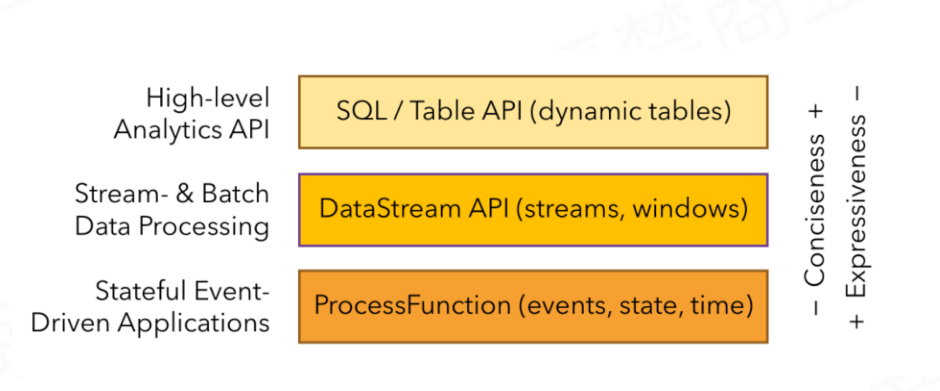 High-level
Analytics API
SQL / Table API (dynamic tables)
Stream- & Batch
Data Processing
DataStream API (streams, windows)
Stateful Event-
Driven Applications
ProcessFunction (events, state, time)
− Conciseness +
+ Expressiveness −